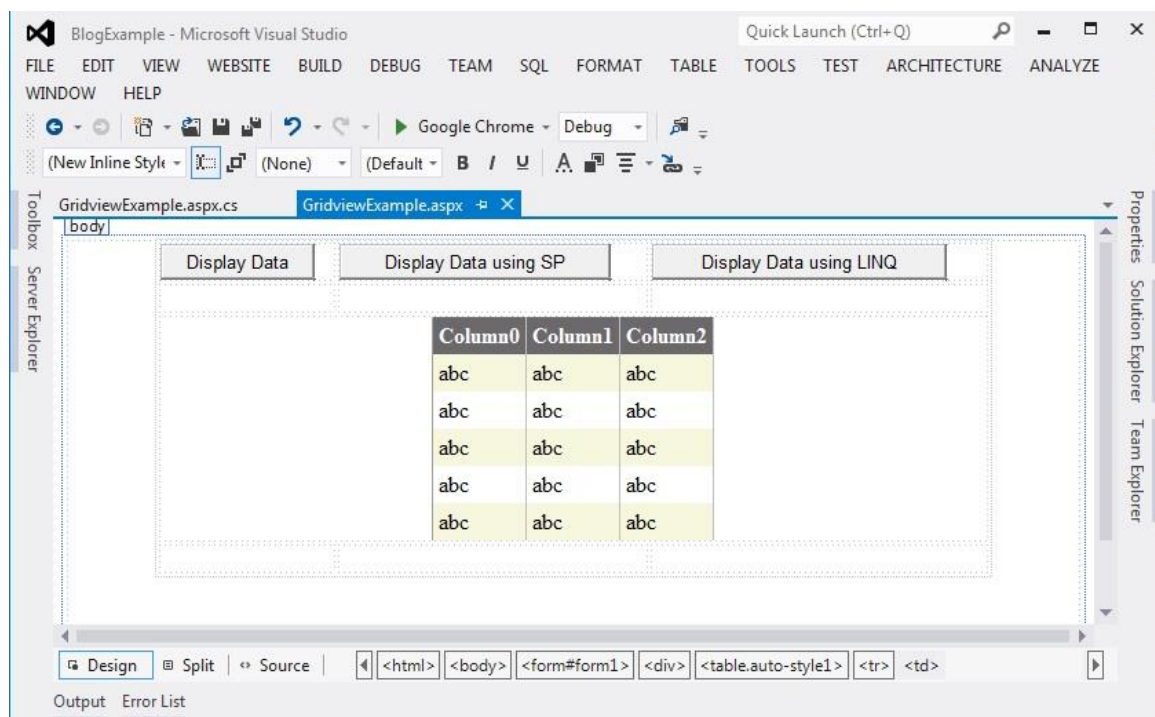 BlogExample - Microsoft Visual Studio
Quick Launch (Ctrl+Q)
FILE EDIT VIEW WEBSITE BUILD DEBUG TEAM SQL FORMAT TABLE TOOLS TEST ARCHITECTURE ANALYZE
WINDOW HELP
Google Chrome Debug
(New Inline Style (None) (Default B I U A
Toolbox
Server Explorer
GridviewExample.aspx.cs GridviewExample.aspx
body
Display Data Display Data using SP Display Data using LINQ
Column0 Column1 Column2
abc abc abc
abc abc abc
abc abc abc
abc abc abc
abc abc abc
Properties
Solution Explorer
Team Explorer
Design Split Source <html> <body> <form#form1> <div> <table.auto-style1> <tr> <td>
Output Error List